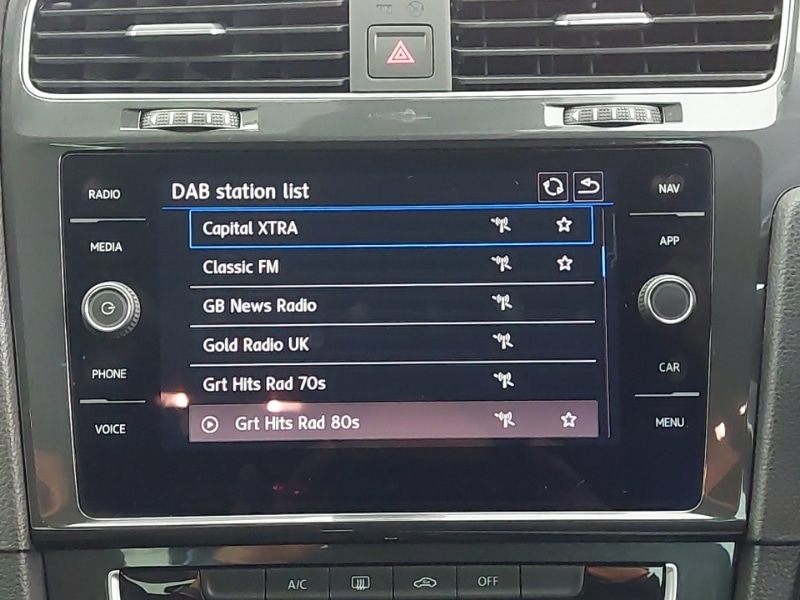 RADIO
MEDIA
PHONE
VOICE
DAB station list
Capital XTRA
Classic FM
GB News Radio
Gold Radio UK
Grt Hits Rad 70s
Grt Hits Rad 80s
NAV
APP
CAR
MENU
A/C
OFF